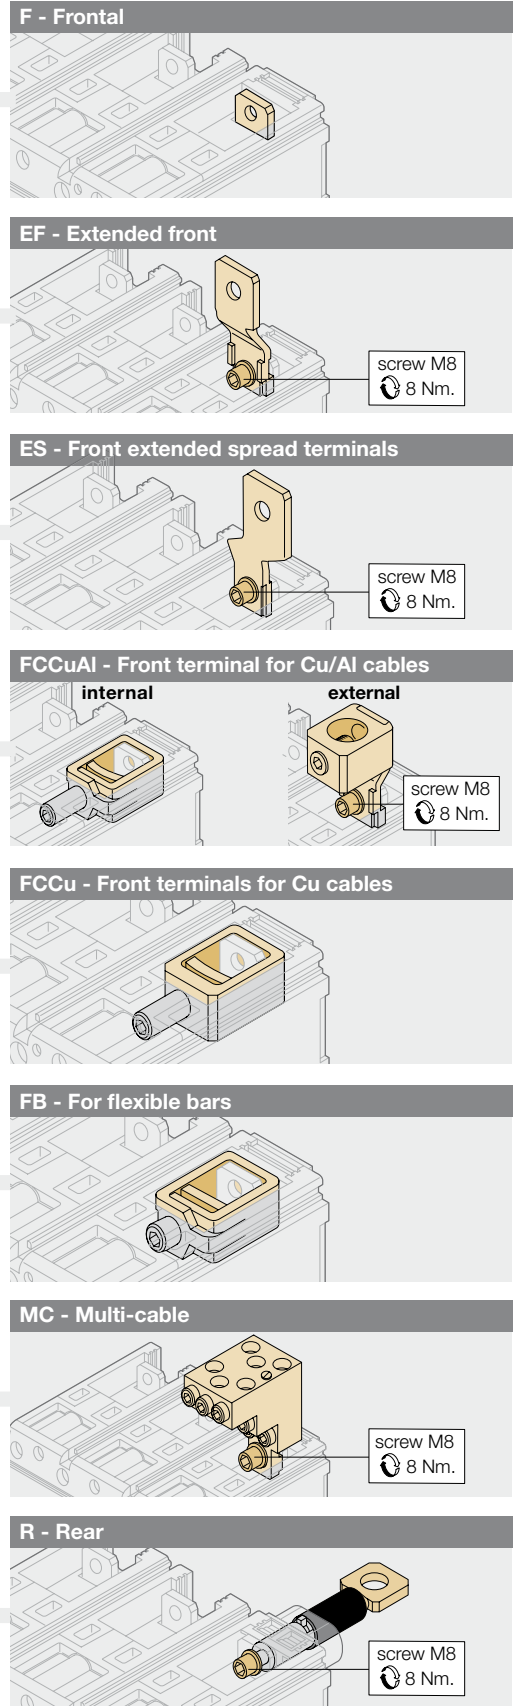 F - Frontal
EF - Extended front
screw M8
8 Nm.
ES - Front extended spread terminals
screw M8
8 Nm.
FCCuAl - Front terminal for Cu/Al cables
internal
external
screw M8
8 Nm.
FCCu - Front terminals for Cu cables
FB - For flexible bars
MC - Multi-cable
screw M8
8 Nm.
R - Rear
screw M8
8 Nm.